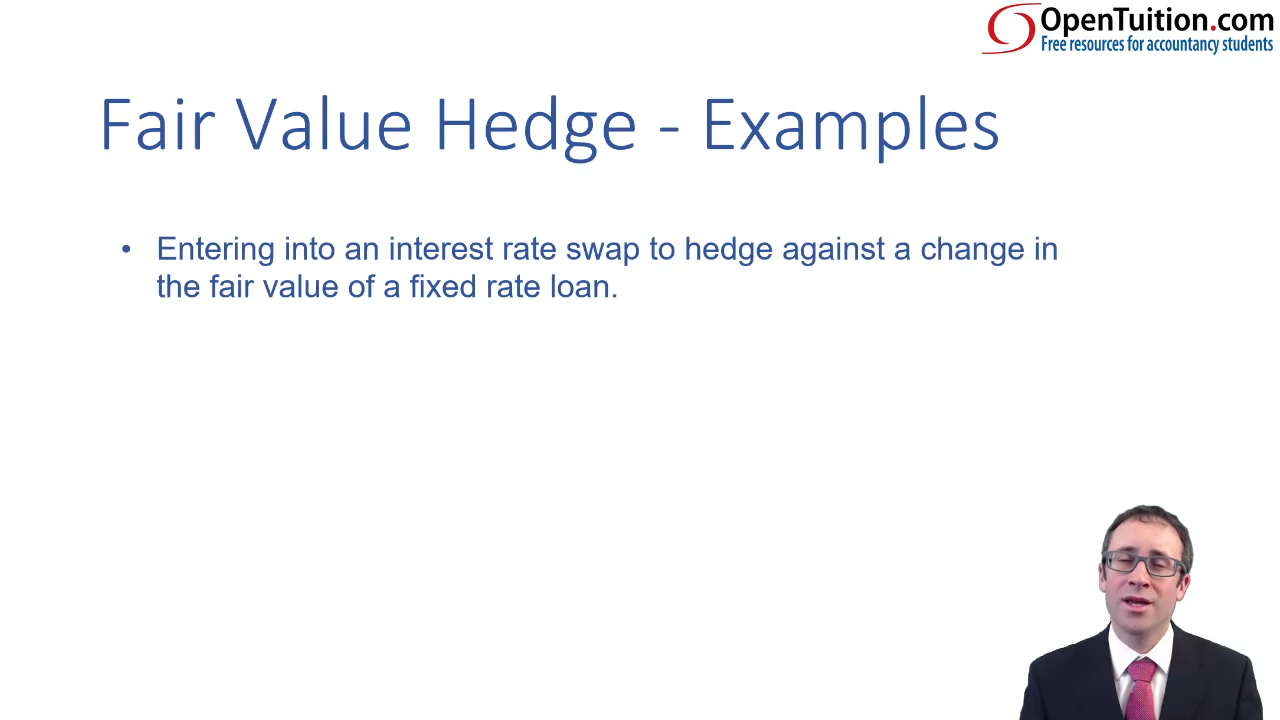 OpenTuition.com
Free resources for accountancy students
Fair Value Hedge - Examples
• Entering into an interest rate swap to hedge against a change in
the fair value of a fixed rate loan.